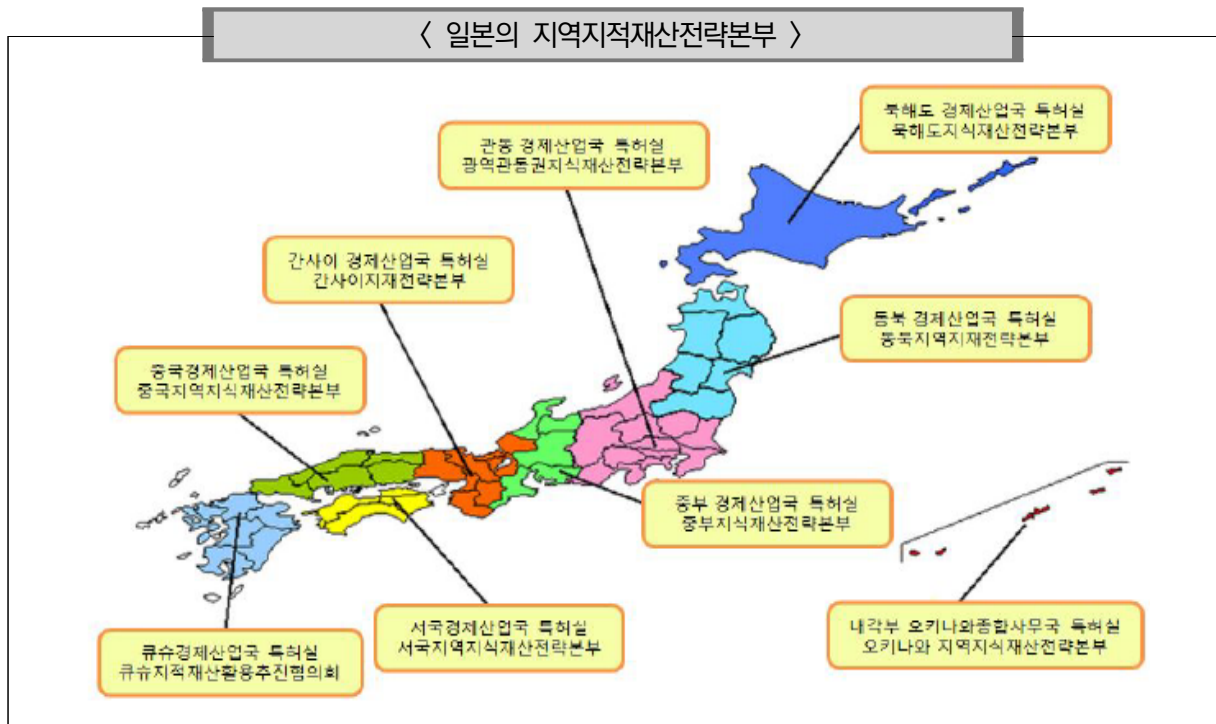 〈 일본의 지역지적재산전략본부 〉
북해도 경제산업국 특허실
북해도지식재산전략본부
관동 경제산업국 특허실
광역관동권지식재산전략본부
간사이 경제산업국 특허실
간사이지재전략본부
동북 경제산업국 특허실
동북지역지재전략본부
중국경제산업국 특허실
중국지역지식재산전략본부
중부 경제산업국 특허실
중부지식재산전략본부
서국경제산업국 특허실
서국지역지식재산전략본부
내각부 오키나와종합사무국 특허실
오키나와 지역지식재산전략본부
큐슈경제산업국 특허실
큐슈지적재산활용추진협의회